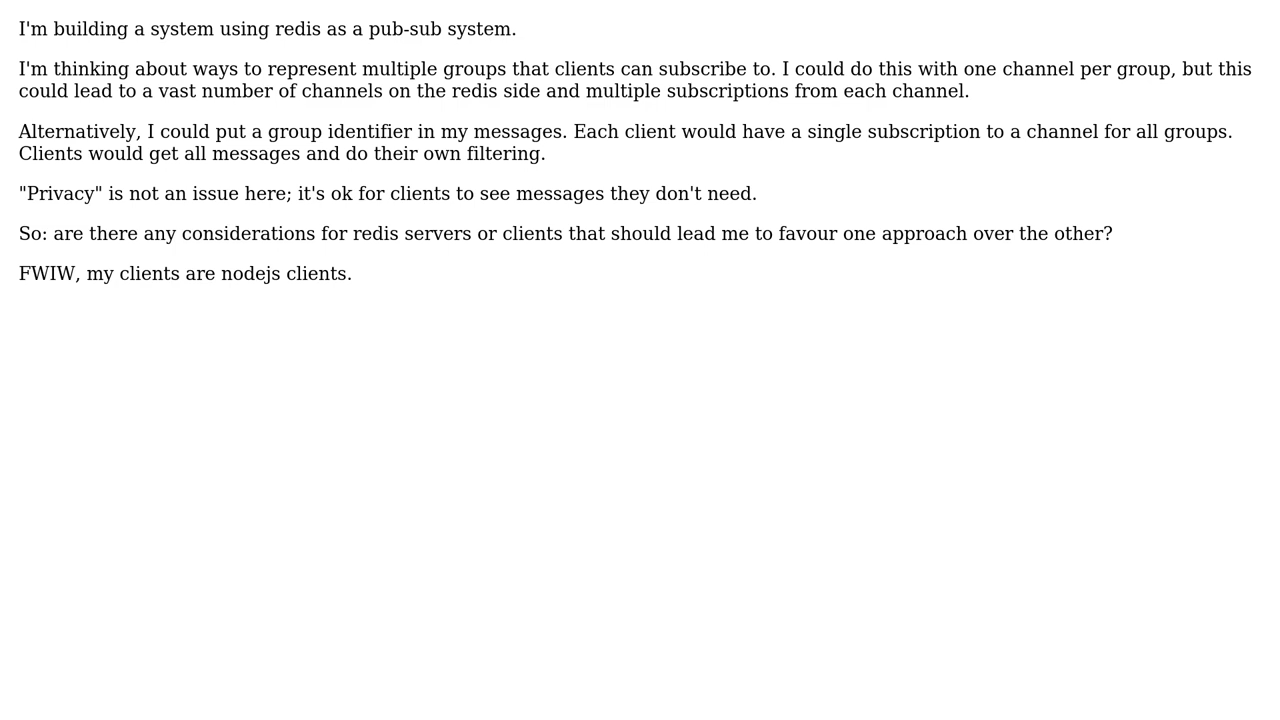 I'm building a system using redis as a pub-sub system.
I'm thinking about ways to represent multiple groups that clients can subscribe to. I could do this with one channel per group, but this
could lead to a vast number of channels on the redis side and multiple subscriptions from each channel.
Alternatively, I could put a group identifier in my messages. Each client would have a single subscription to a channel for all groups.
Clients would get all messages and do their own filtering.
"Privacy" is not an issue here; it's ok for clients to see messages they don't need.
So: are there any considerations for redis servers or clients that should lead me to favour one approach over the other?
FWIW, my clients are nodejs clients.